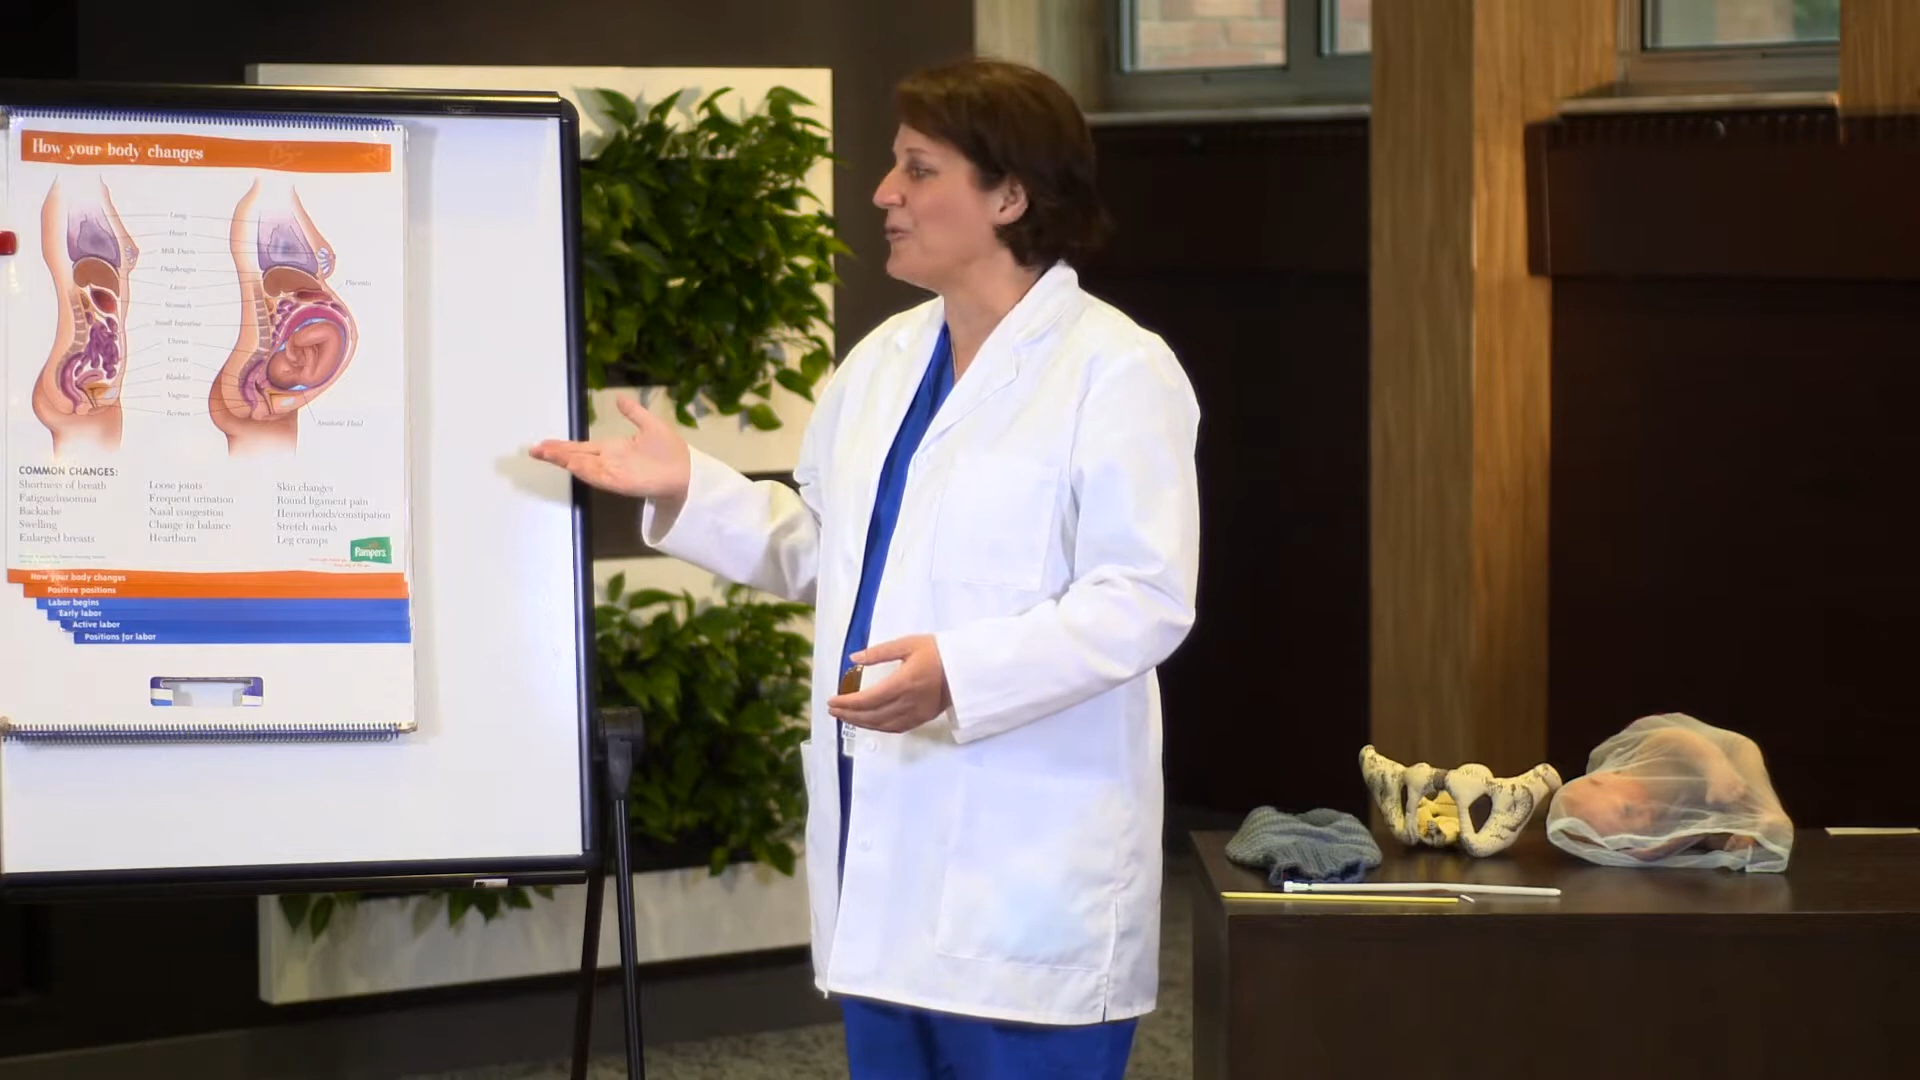 How your body changes
Lung
Heart
Milk Ducts
Diaphragm
Liver
Placenta
Stomach
Small Intestine
Uterus
Cervix
Bladder
Vagina
Rectum
Amniotic Fluid
COMMON CHANGES:
Shortness of breath
Fatigue/insomnia
Backache
Swelling
Enlarged breasts
Loose joints
Frequent urination
Nasal congestion
Change in balance
Heartburn
Skin changes
Round ligament pain
Hemorrhoids/constipation
Stretch marks
Leg cramps
Pampers
How your body changes
Positive positions
Labor begins
Early labor
Active labor
Positions for labor